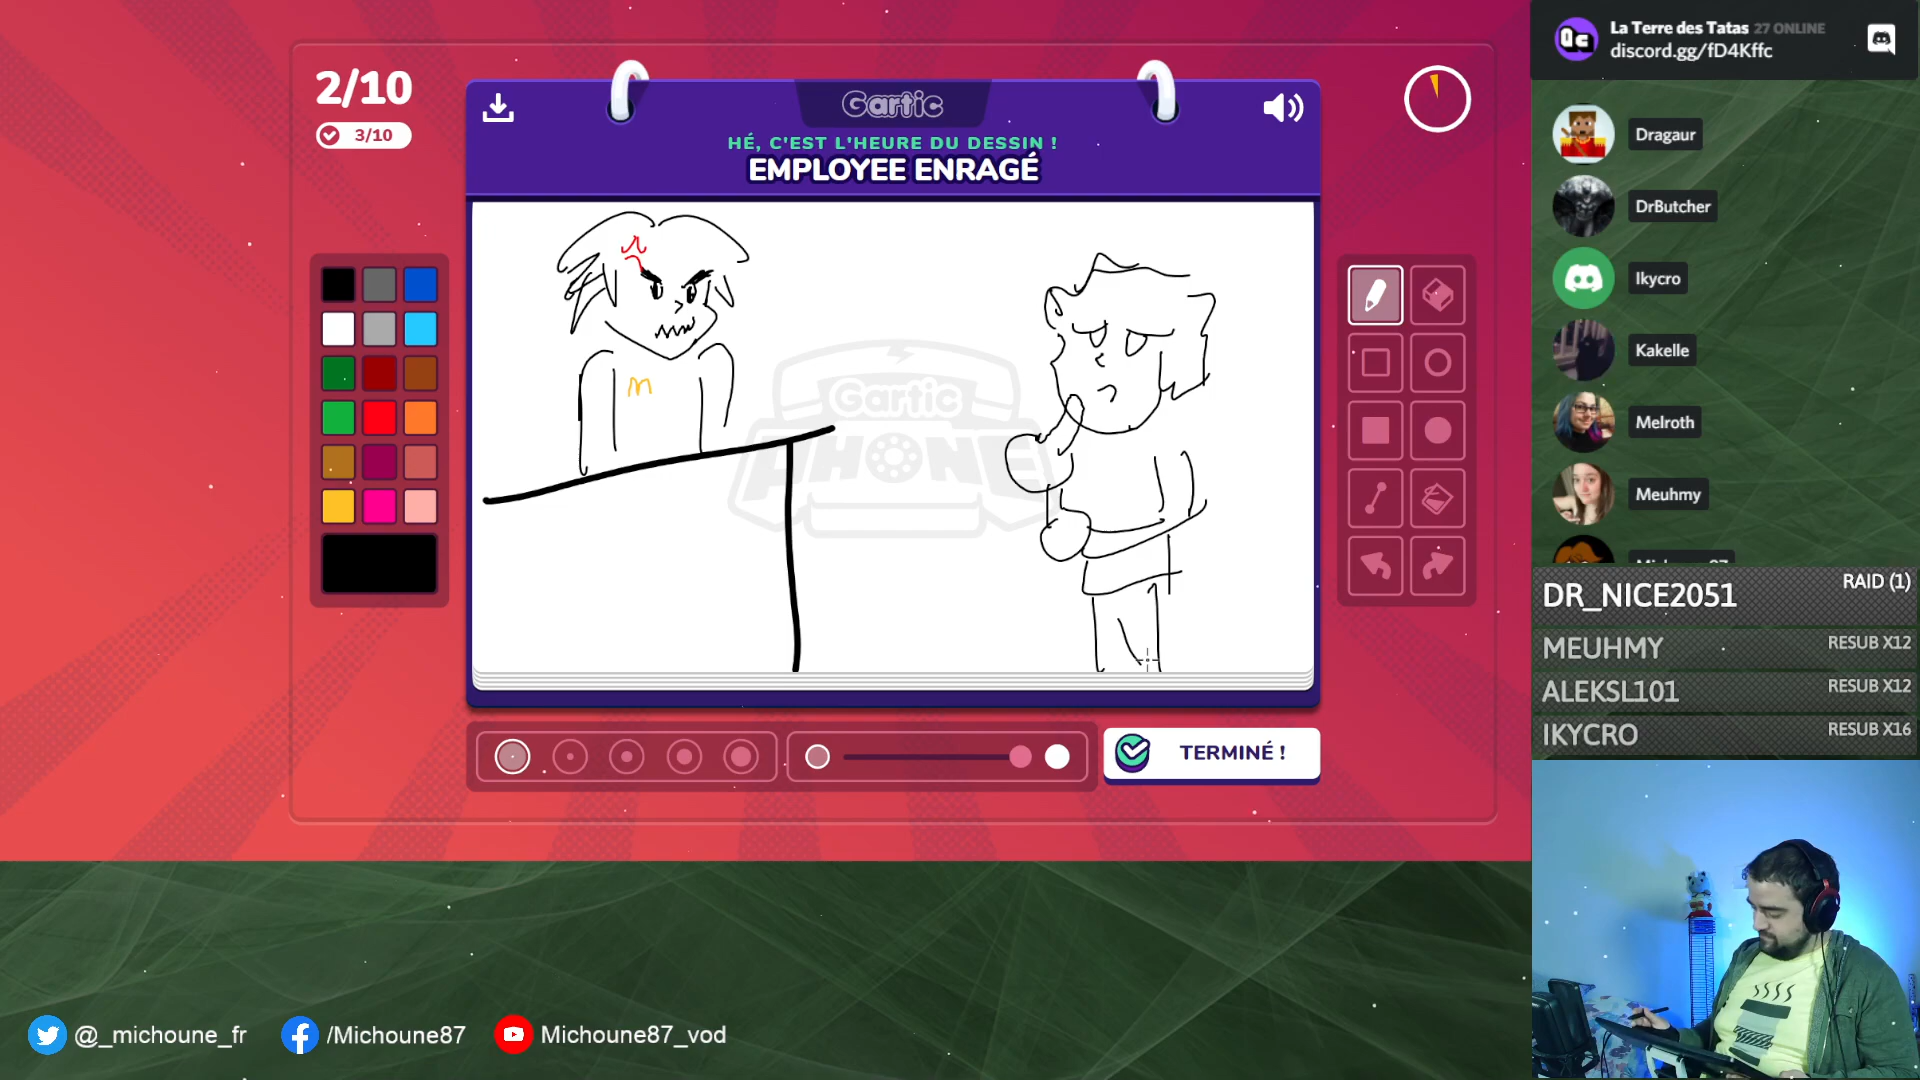 2/10
3/10
Gartic
HÉ, C'EST L'HEURE DU DESSIN !
EMPLOYEE ENRAGÉ
m
Gartic
PHONE
TERMINÉ !
La Terre des Tatas 27 ONLINE
discord.gg/fD4Kffc
Dragaur
DrButcher
Ikycro
Kakelle
Melroth
Meuhmy
DR_NICE2051 RAID (1)
MEUHMY RESUB X12
ALEKSL101 RESUB X12
IKYCRO RESUB X16
@_michoune_fr
/Michoune87
Michoune87_vod